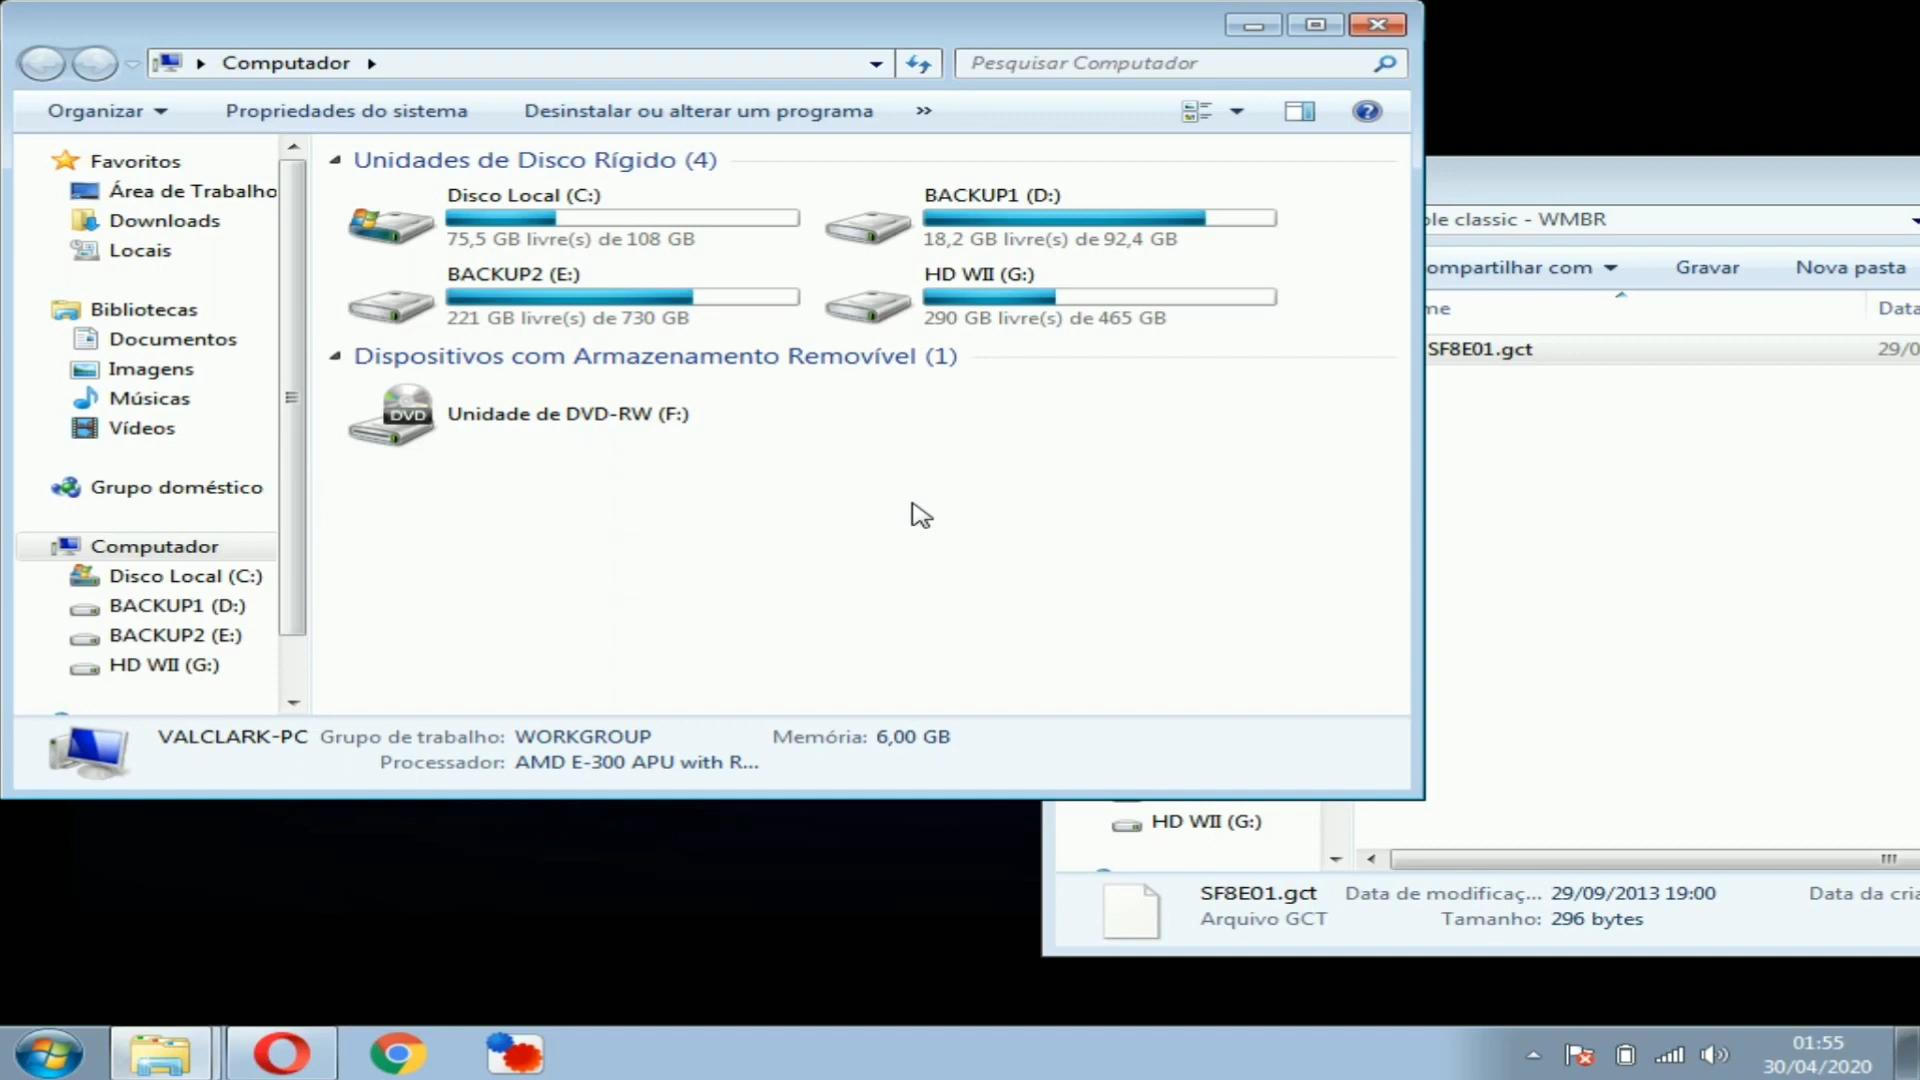 Computador
Pesquisar Computador
Organizar
Propriedades do sistema
Desinstalar ou alterar um programa
»
Favoritos
Área de Trabalho
Downloads
Locais
Bibliotecas
Documentos
Imagens
Músicas
Vídeos
Grupo doméstico
Computador
Disco Local (C:)
BACKUP1 (D:)
BACKUP2 (E:)
HD WII (G:)
Unidades de Disco Rígido (4)
Disco Local (C:)
75,5 GB livre(s) de 108 GB
BACKUP1 (D:)
18,2 GB livre(s) de 92,4 GB
BACKUP2 (E:)
221 GB livre(s) de 730 GB
HD WII (G:)
290 GB livre(s) de 465 GB
Dispositivos com Armazenamento Removível (1)
DVD
Unidade de DVD-RW (F:)
VALCLARK-PC Grupo de trabalho: WORKGROUP Memória: 6,00 GB
Processador: AMD E-300 APU with R...
ole classic - WMBR
ompartilhar com
Gravar
Nova pasta
me
Data
SF8E01.gct
29/0
HD WII (G:)
SF8E01.gct Data de modificaç... 29/09/2013 19:00 Data da cria
Arquivo GCT Tamanho: 296 bytes
01:55
30/04/2020